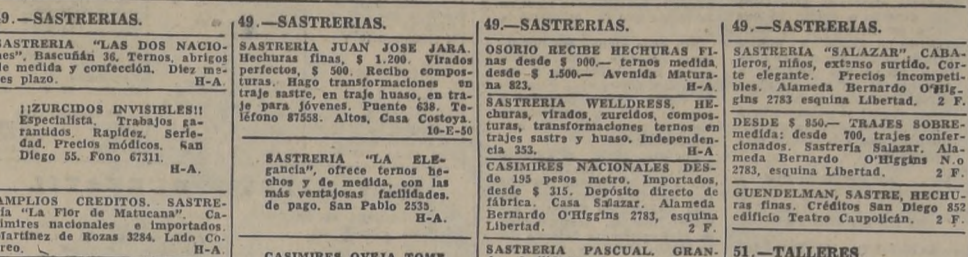 9.—SASTRERIAS.
SASTRERIA "LAS DOS NACIO-
nes". Bascuñán 36. Ternos, abrigos
de medida y confección. Diez me-
ses plazo. H-A.
¡¡ZURCIDOS INVISIBLES!!
Especialista. Trabajos ga-
rantidos. Rapidez. Serie-
dad. Precios módicos. San
Diego 55. Fono 67311.
H-A.
AMPLIOS CREDITOS. SASTRE-
ría "La Flor de Matucana". Ca-
simires nacionales e importados.
Martínez de Rozas 3284. Lado Co-
rreo. H-A.
49.—SASTRERIAS.
SASTRERIA JUAN JOSE JARA.
Hechuras finas, $ 1.200. Virados
perfectos, $ 500. Recibo compos-
turas. Hago transformaciones en
traje sastre, en traje huaso, en tra-
je para jóvenes. Puente 638. Te-
léfono 87558. Altos, Casa Costoya.
10-E-50
SASTRERIA "LA ELE-
gancia", ofrece ternos he-
chos y de medida, con las
más ventajosas facilidades.
de pago. San Pablo 2535.
H-A.
CASIMIRES OVEJA TOME
49.—SASTRERIAS.
OSORIO RECIBE HECHURAS FI-
nas desde $ 900.— ternos medida
desde $ 1.500.— Avenida Matura-
na 823. H-A.
SASTRERIA WELLDRESS. HE-
churas, virados, zurcidos, compos-
turas, transformaciones ternos en
trajes sastre y huaso. Independen-
cia 353. H-A
CASIMIRES NACIONALES DES-
de 195 pesos metro. Importados,
desde $ 315. Depósito directo de
fábrica. Casa Salazar. Alameda
Bernardo O'Higgins 2783, esquina
Libertad. 2 F.
SASTRERIA PASCUAL. GRAN-
49.—SASTRERIAS.
SASTRERIA "SALAZAR". CABA-
lleros, niños, extenso surtido. Cor-
te elegante. Precios incompeti-
bles. Alameda Bernardo O'Hig-
gins 2783 esquina Libertad. 2 F.
DESDE $ 850.— TRAJES SOBRE-
medida; desde 700, trajes confec-
cionados. Sastrería Salazar. Ala-
meda Bernardo O'Higgins N.o
2783, esquina Libertad. 2 F.
GUENDELMAN, SASTRE, HECHU-
ras finas. Créditos San Diego 852
edificio Teatro Caupolicán. 2 F.
51.—TALLERES